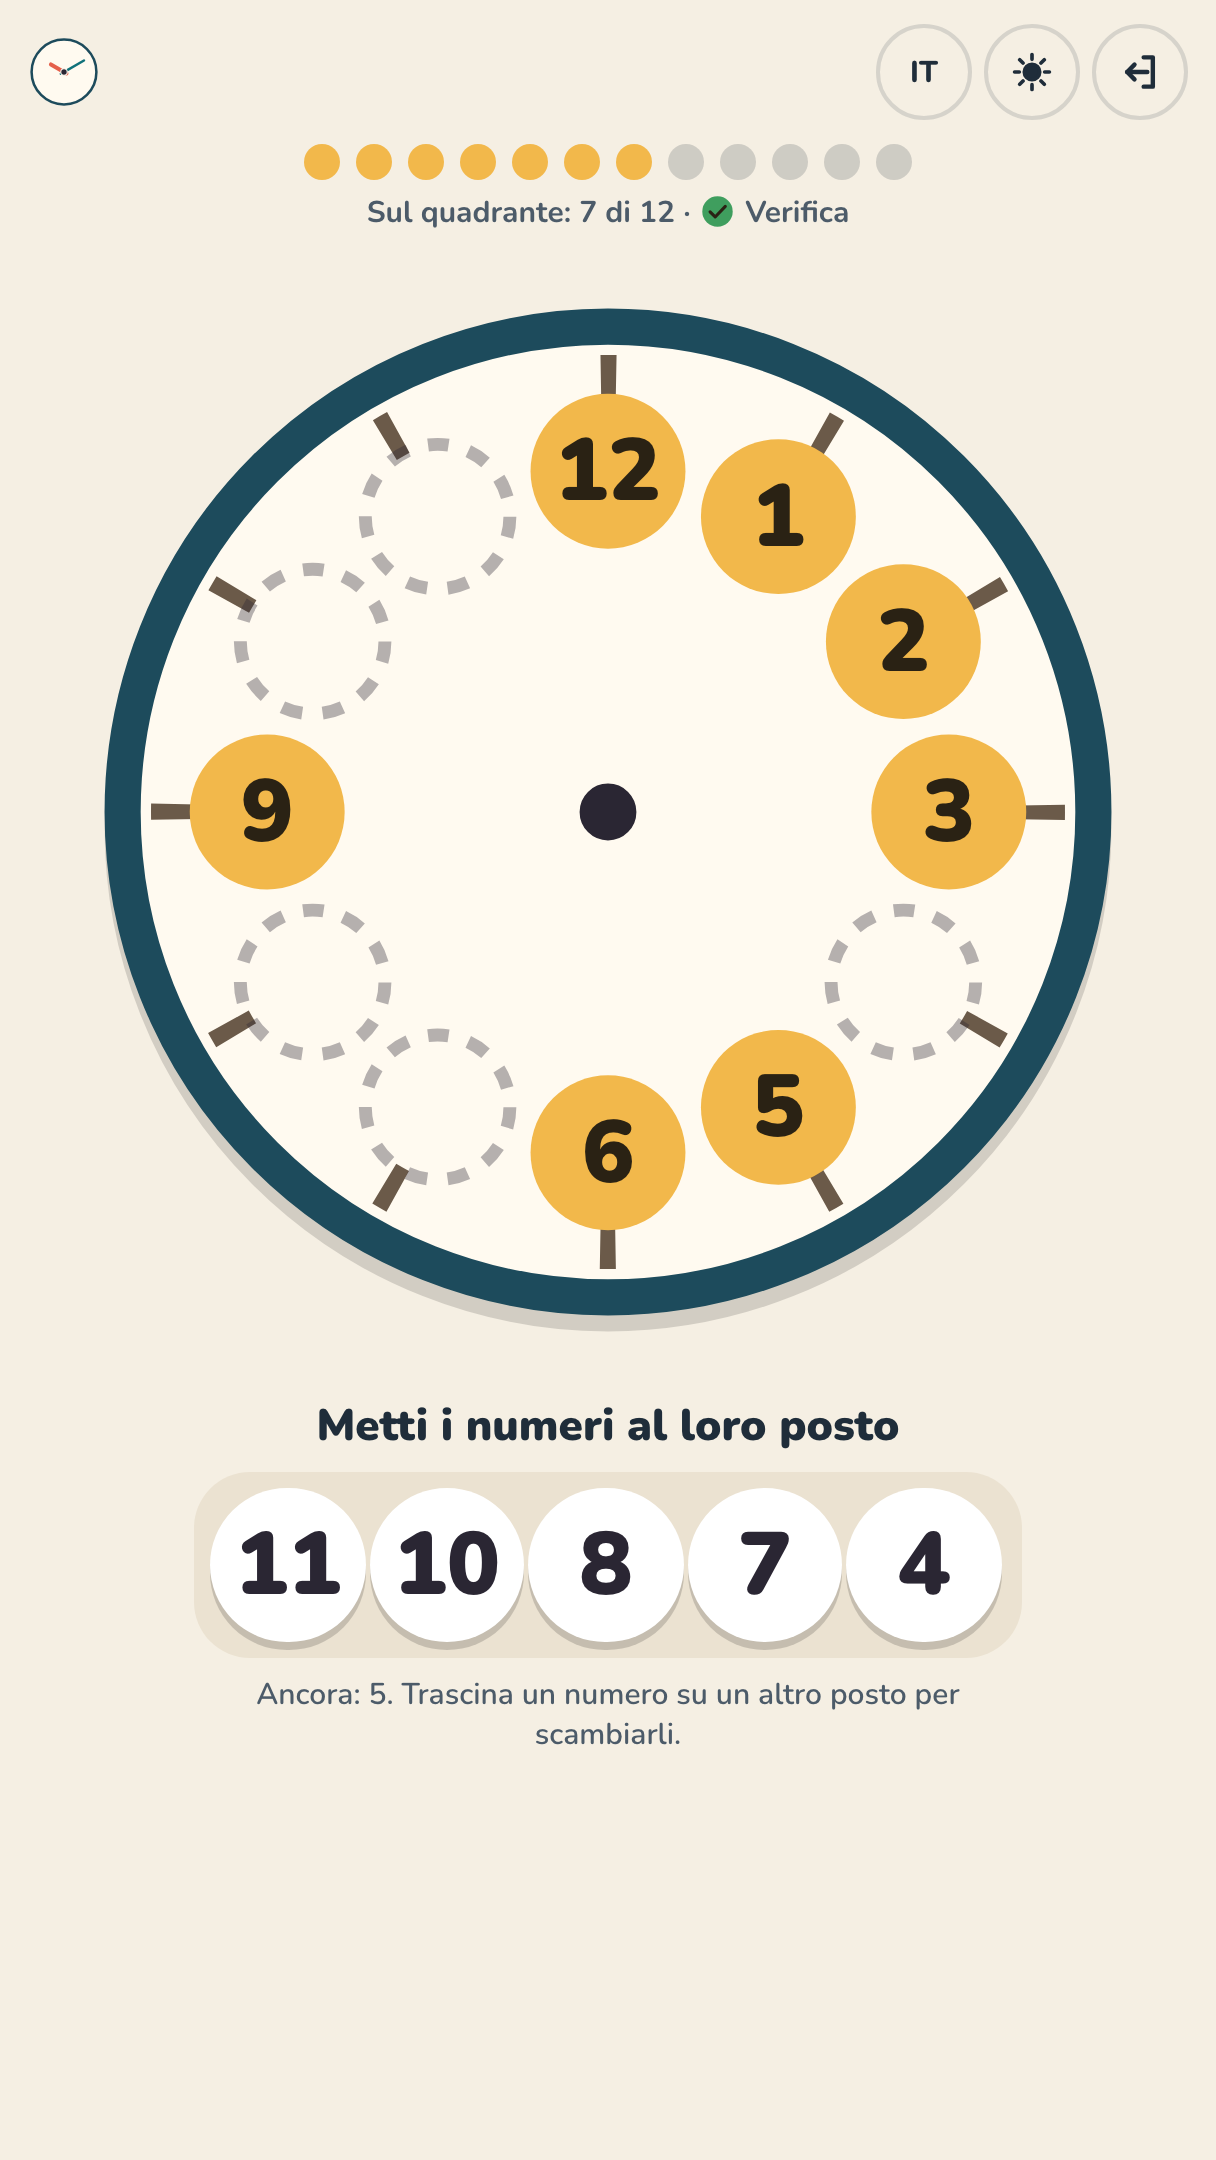 IT
Sul quadrante: 7 di 12 · Verifica
12
1
2
9
3
5
6
Metti i numeri al loro posto
11 10 8 7 4
Ancora: 5. Trascina un numero su un altro posto per
scambiarli.